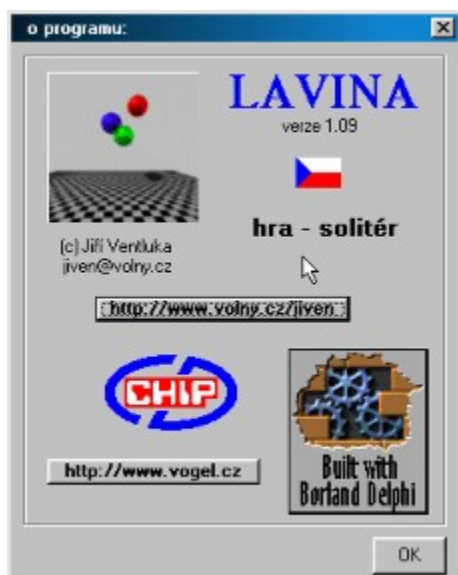 o programu:
LAVINA
verze 1.09
hra - solitér
(c) Jiří Ventluka
jiven@volny.cz
http://www.volny.cz/jiven
CHIP
http://www.vogel.cz
Built with
Borland Delphi
OK